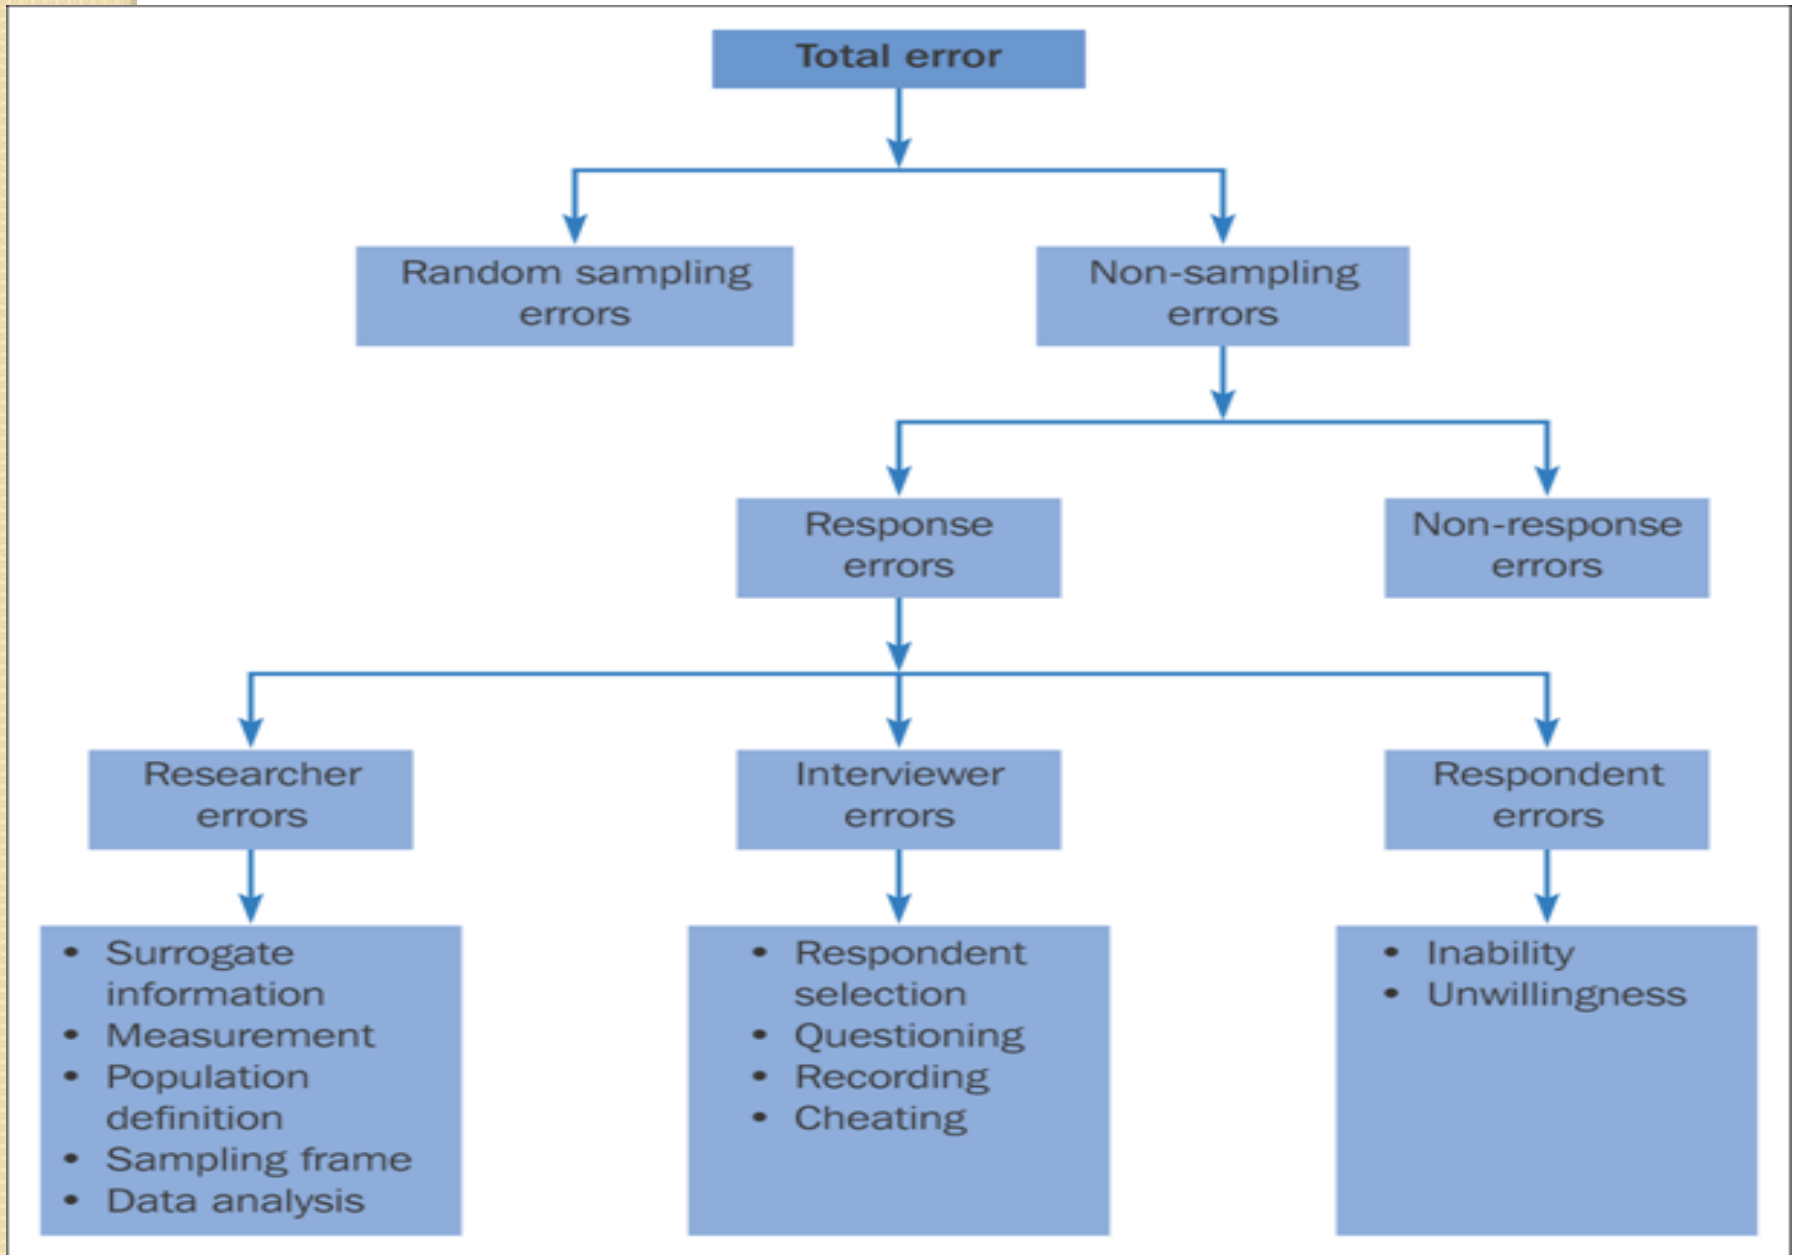 Total error
Random sampling
errors
Non-sampling
errors
Response
errors
Non-response
errors
Researcher
errors
Interviewer
errors
Respondent
errors
• Surrogate
information
• Measurement
• Population
definition
• Sampling frame
• Data analysis
• Respondent
selection
• Questioning
• Recording
• Cheating
• Inability
• Unwillingness